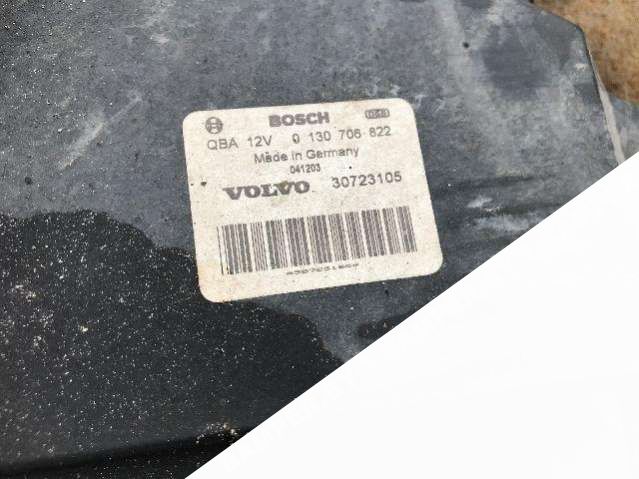 BOSCH
QBA 12V 0 130 706 822
Made in Germany
041203
VOLVO 30723105